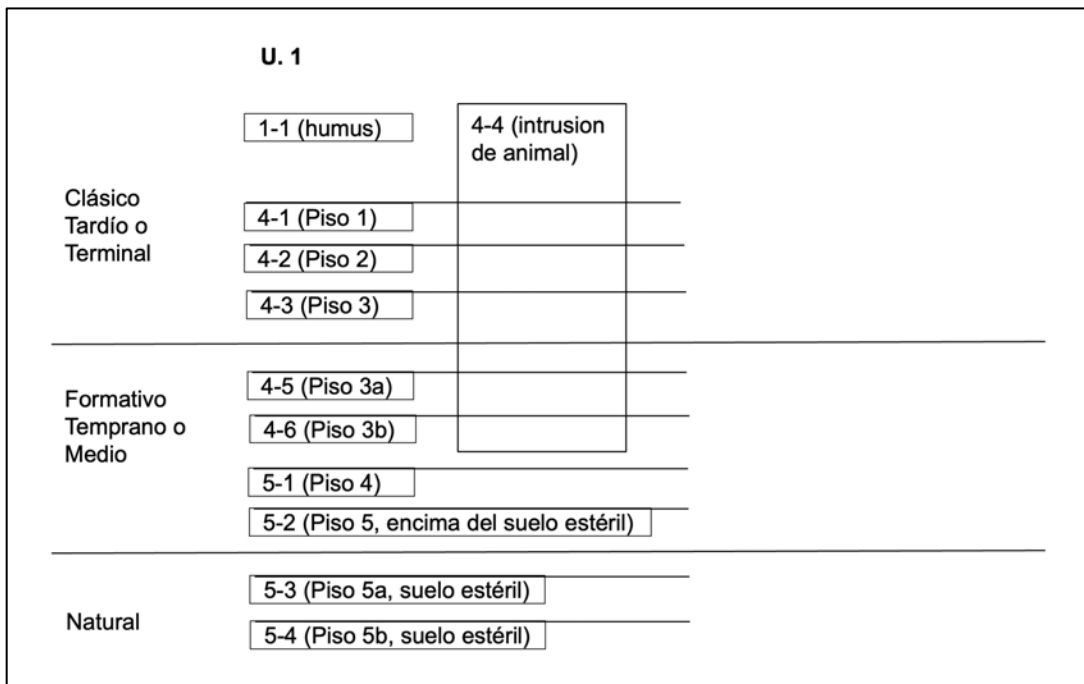 U. 1
1-1 (humus)
4-4 (intrusion
de animal)
Clásico
Tardío o
Terminal
4-1 (Piso 1)
4-2 (Piso 2)
4-3 (Piso 3)
Formativo
Temprano o
Medio
4-5 (Piso 3a)
4-6 (Piso 3b)
5-1 (Piso 4)
5-2 (Piso 5, encima del suelo estéril)
Natural
5-3 (Piso 5a, suelo estéril)
5-4 (Piso 5b, suelo estéril)